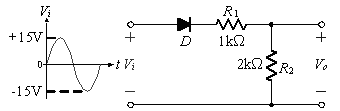 Vi
+15V
0
-15V
t
+
Vi
−
D
R1
1kΩ
2kΩ
R2
+
Vo
−